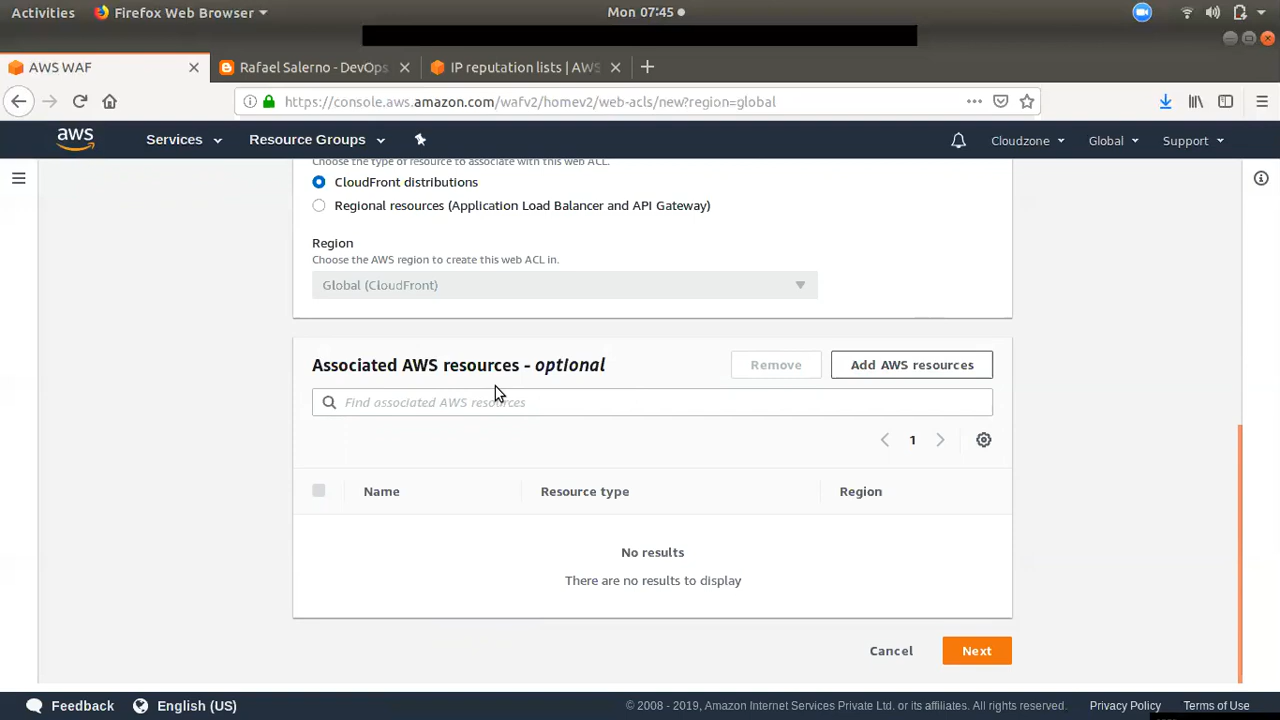 Activities Firefox Web Browser Mon 07:45
AWS WAF Rafael Salerno - DevOps IP reputation lists | AWS
https://console.aws.amazon.com/wafv2/homev2/web-acls/new?region=global
aws Services Resource Groups Cloudzone Global Support
Choose the type of resource to associate with this web ACL.
CloudFront distributions
Regional resources (Application Load Balancer and API Gateway)
Region
Choose the AWS region to create this web ACL in.
Global (CloudFront)
Associated AWS resources - optional Remove Add AWS resources
Find associated AWS resources
1
Name Resource type Region
No results
There are no results to display
Cancel Next
Feedback English (US) © 2008 - 2019, Amazon Internet Services Private Ltd. or its affiliates. All rights reserved. Privacy Policy Terms of Use